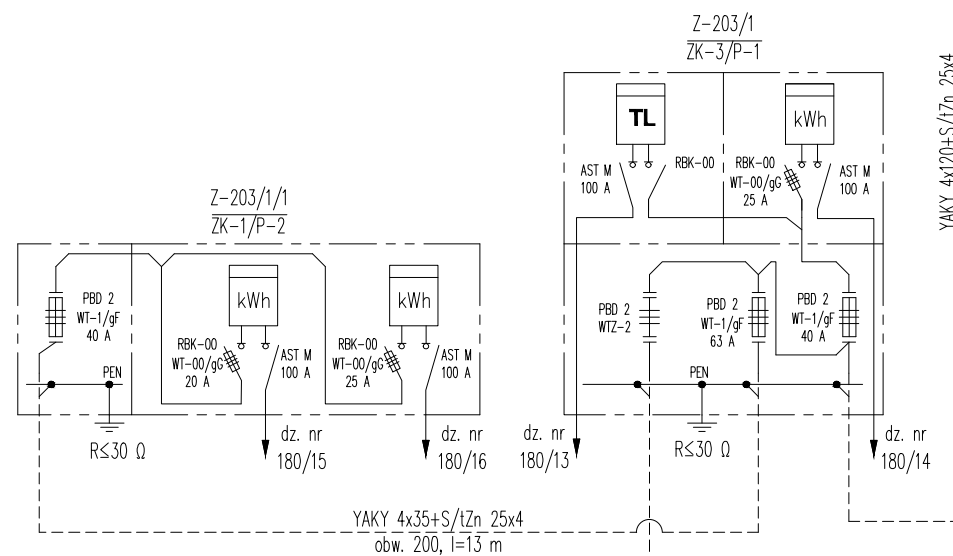 Z-203/1
ZK-3/P-1
TL
kWh
AST M
100 A
RBK-00
RBK-00
WT-00/gG
25 A
AST M
100 A
YAKY 4x120+S/tZn 25x4
Z-203/1/1
ZK-1/P-2
PBD 2
WT-1/gF
40 A
kWh
kWh
RBK-00
WT-00/gG
20 A
AST M
100 A
RBK-00
WT-00/gG
25 A
AST M
100 A
PEN
PBD 2
WTZ-2
PBD 2
WT-1/gF
63 A
PBD 2
WT-1/gF
40 A
PEN
R≤30 Ω
dz. nr
180/15
dz. nr
180/16
dz. nr
180/13
R≤30 Ω
dz. nr
180/14
YAKY 4x35+S/tZn 25x4
obw. 200, l=13 m